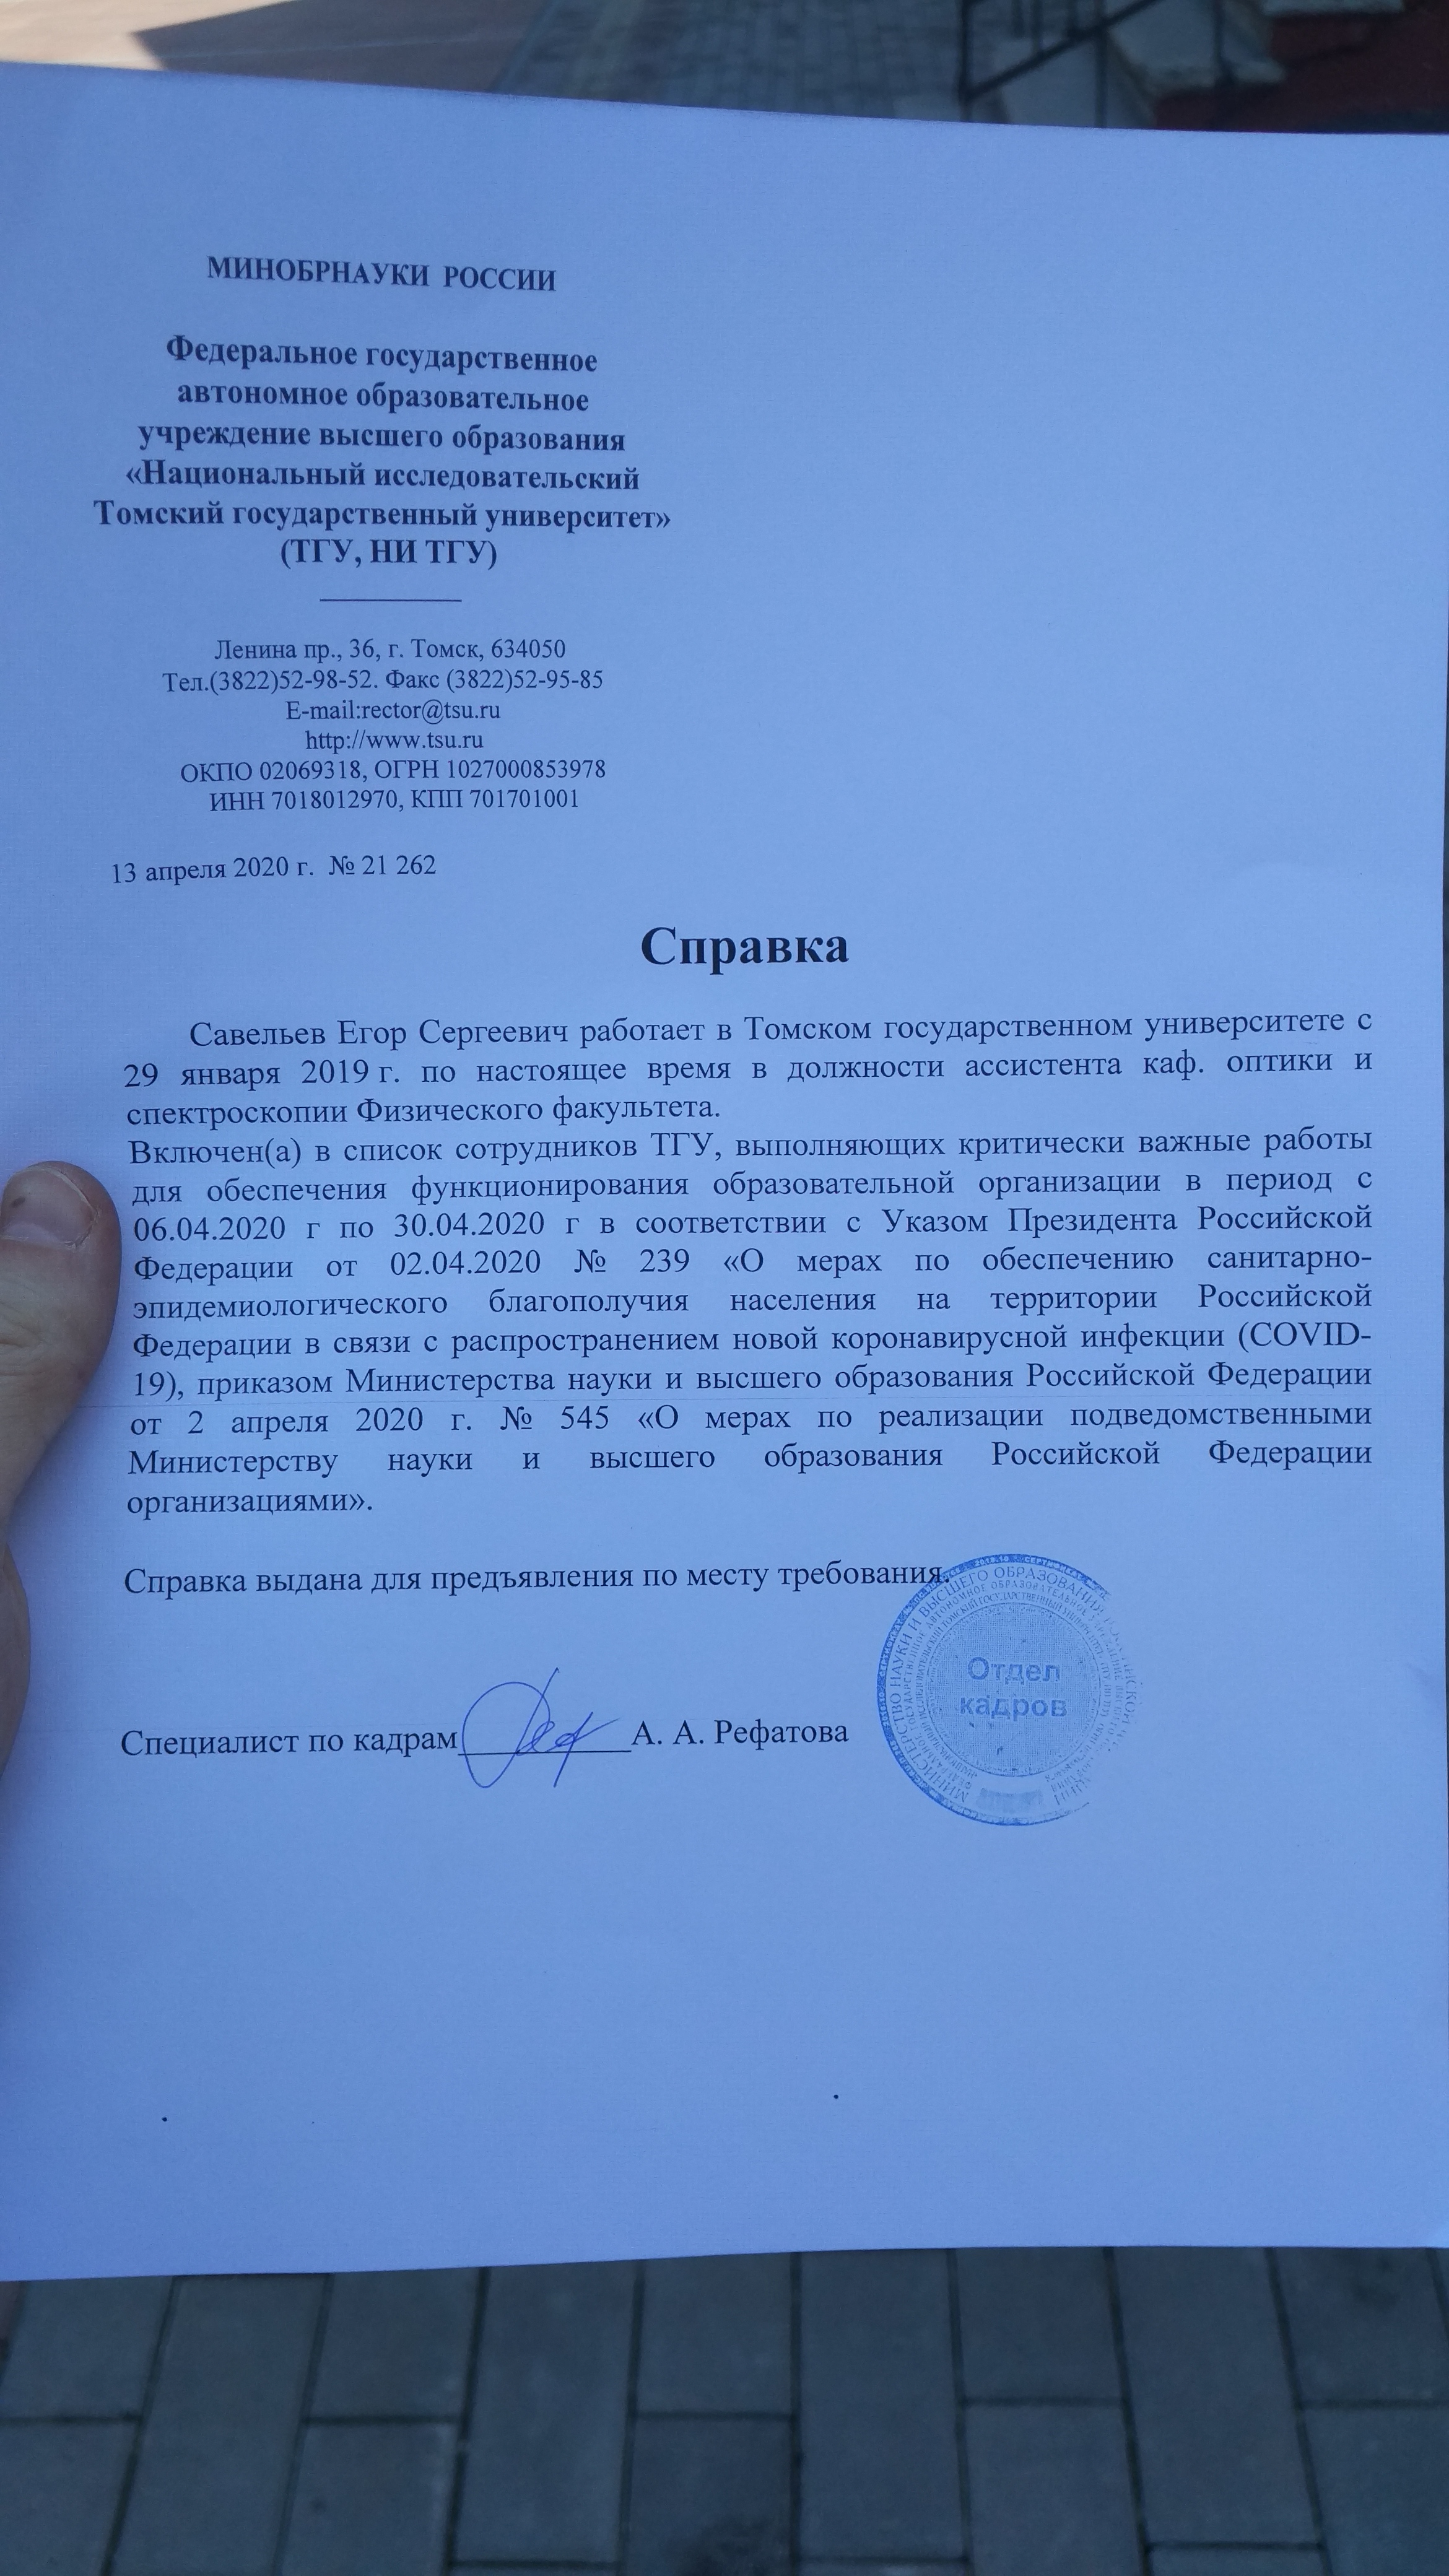 МИНОБРНАУКИ РОССИИ
Федеральное государственное
автономное образовательное
учреждение высшего образования
«Национальный исследовательский
Томский государственный университет»
(ТГУ, НИ ТГУ)
Ленина пр., 36, г. Томск, 634050
Тел.(3822)52-98-52. Факс (3822)52-95-85
E-mail:rector@tsu.ru
http://www.tsu.ru
ОКПО 02069318, ОГРН 1027000853978
ИНН 7018012970, КПП 701701001
13 апреля 2020 г. № 21 262
Справка
Савельев Егор Сергеевич работает в Томском государственном университете с
29 января 2019 г. по настоящее время в должности ассистента каф. оптики и
спектроскопии Физического факультета.
Включен(а) в список сотрудников ТГУ, выполняющих критически важные работы
для обеспечения функционирования образовательной организации в период с
06.04.2020 г по 30.04.2020 г в соответствии с Указом Президента Российской
Федерации от 02.04.2020 № 239 «О мерах по обеспечению санитарно-
эпидемиологического благополучия населения на территории Российской
Федерации в связи с распространением новой коронавирусной инфекции (COVID-
19), приказом Министерства науки и высшего образования Российской Федерации
от 2 апреля 2020 г. № 545 «О мерах по реализации подведомственными
Министерству науки и высшего образования Российской Федерации
организациями».
Справка выдана для предъявления по месту требования.
Специалист по кадрам А. А. Рефатова
МИНИСТЕРСТВО НАУКИ И ВЫСШЕГО ОБРАЗОВАНИЯ
Отдел
кадров